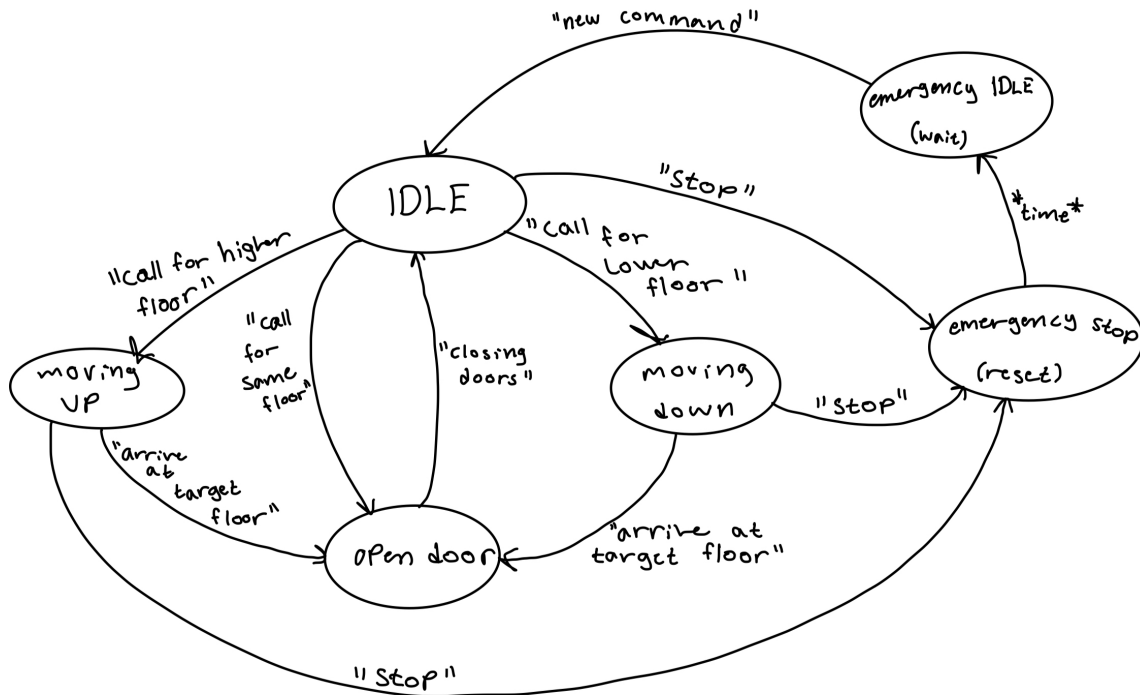 "new command"
emergency IDLE
(wait)
IDLE
"Stop"
*time*
"call for higher
floor"
"call for
lower
floor"
"call
for
same
floor"
"closing
doors"
emergency stop
(reset)
moving
UP
moving
down
"Stop"
"arrive
at
target
floor"
open door
"arrive at
target floor"
"Stop"